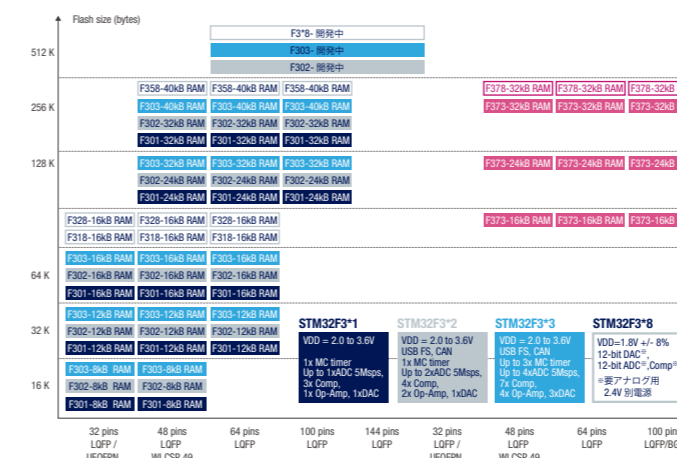 Flash size (bytes)
F3*8- 開発中
512 K
F303- 開発中
F302- 開発中
F358-40kB RAM F358-40kB RAM F358-40kB RAM F378-32kB RAM F378-32kB RAM F378-32kB
256 K
F303-40kB RAM F303-40kB RAM F303-40kB RAM F373-32kB RAM F373-32kB RAM F373-32kB
F302-32kB RAM F302-32kB RAM F302-32kB RAM
F301-32kB RAM F301-32kB RAM F301-32kB RAM
128 K
F303-32kB RAM F303-32kB RAM F303-32kB RAM F373-24kB RAM F373-24kB RAM F373-24kB
F302-24kB RAM F302-24kB RAM F302-24kB RAM
F301-24kB RAM F301-24kB RAM F301-24kB RAM
F328-16kB RAM F328-16kB RAM F328-16kB RAM F373-16kB RAM F373-16kB RAM F373-16kB
F318-16kB RAM F318-16kB RAM F318-16kB RAM
F303-16kB RAM F303-16kB RAM F303-16kB RAM
64 K
F302-16kB RAM F302-16kB RAM F302-16kB RAM
F301-16kB RAM F301-16kB RAM F301-16kB RAM
F303-12kB RAM F303-12kB RAM F303-12kB RAM
32 K
F302-12kB RAM F302-12kB RAM F302-12kB RAM
F301-12kB RAM F301-12kB RAM F301-12kB RAM
F303-8kB RAM F303-8kB RAM
16 K
F302-8kB RAM F302-8kB RAM
F301-8kB RAM F301-8kB RAM
STM32F3*1
VDD = 2.0 to 3.6V
1x MC timer
Up to 1xADC 5Msps,
3x Comp,
1x Op-Amp, 1xDAC
STM32F3*2
VDD = 2.0 to 3.6V
USB FS, CAN
1x MC timer
Up to 2xADC 5Msps,
4x Comp,
2x Op-Amp, 1xDAC
STM32F3*3
VDD = 2.0 to 3.6V
USB FS, CAN
Up to 3x MC timer
Up to 4xADC 5Msps,
7x Comp,
4x Op-Amp, 3xDAC
STM32F3*8
VDD=1.8V +/- 8%
12-bit DAC※,
12-bit ADC※,Comp※
※要アナログ用
2.4V 別電源
32 pins 48 pins 64 pins 100 pins 144 pins 32 pins 48 pins 64 pins 100 pin
LQFP / LQFP LQFP LQFP LQFP LQFP / LQFP LQFP LQFP/BG
UFQFPN WLCSP 49 UFQFPN WLCSP 49